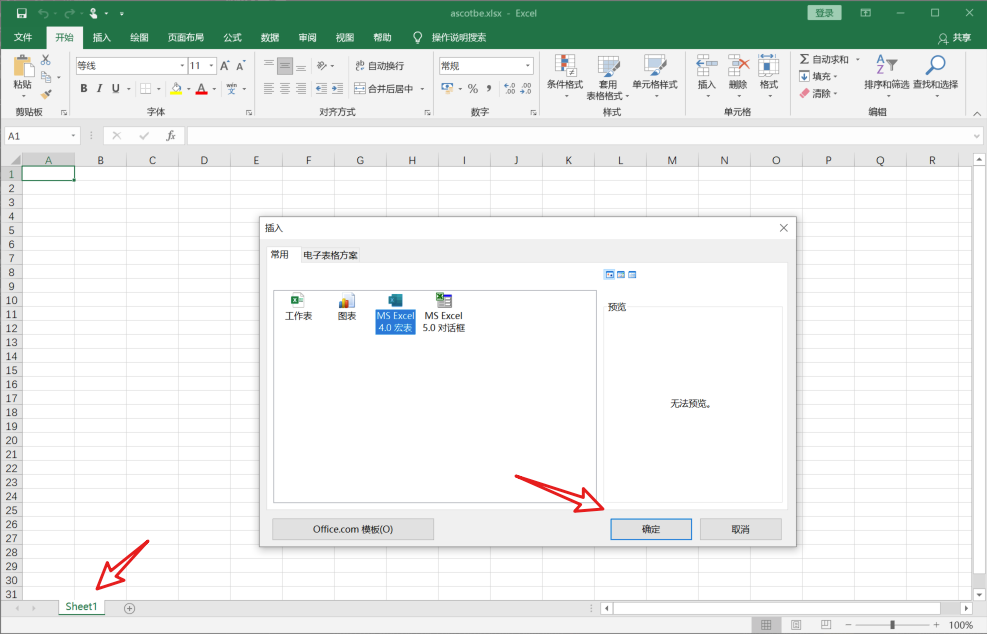 ascotbe.xlsx - Excel
登录
文件 开始 插入 绘图 页面布局 公式 数据 审阅 视图 帮助 操作说明搜索 共享
粘贴
剪贴板
等线 11 A A
B I U A wén 文
字体
ab 自动换行
合并后居中
对齐方式
常规
% , .00 .00
数字
条件格式 套用 单元格样式
表格格式
样式
插入 删除 格式
单元格
Σ 自动求和
填充
清除
A Z
排序和筛选 查找和选择
编辑
A1 fx
A B C D E F G H I J K L M N O P Q R
1
2
3
4
5
6
7
8
9
10
11
12
13
14
15
16
17
18
19
20
21
22
23
24
25
26
27
28
29
30
31
插入
常用 电子表格方案
工作表 图表 MS Excel MS Excel
4.0 宏表 5.0 对话框
预览
无法预览。
Office.com 模板(O) 确定 取消
Sheet1
100%